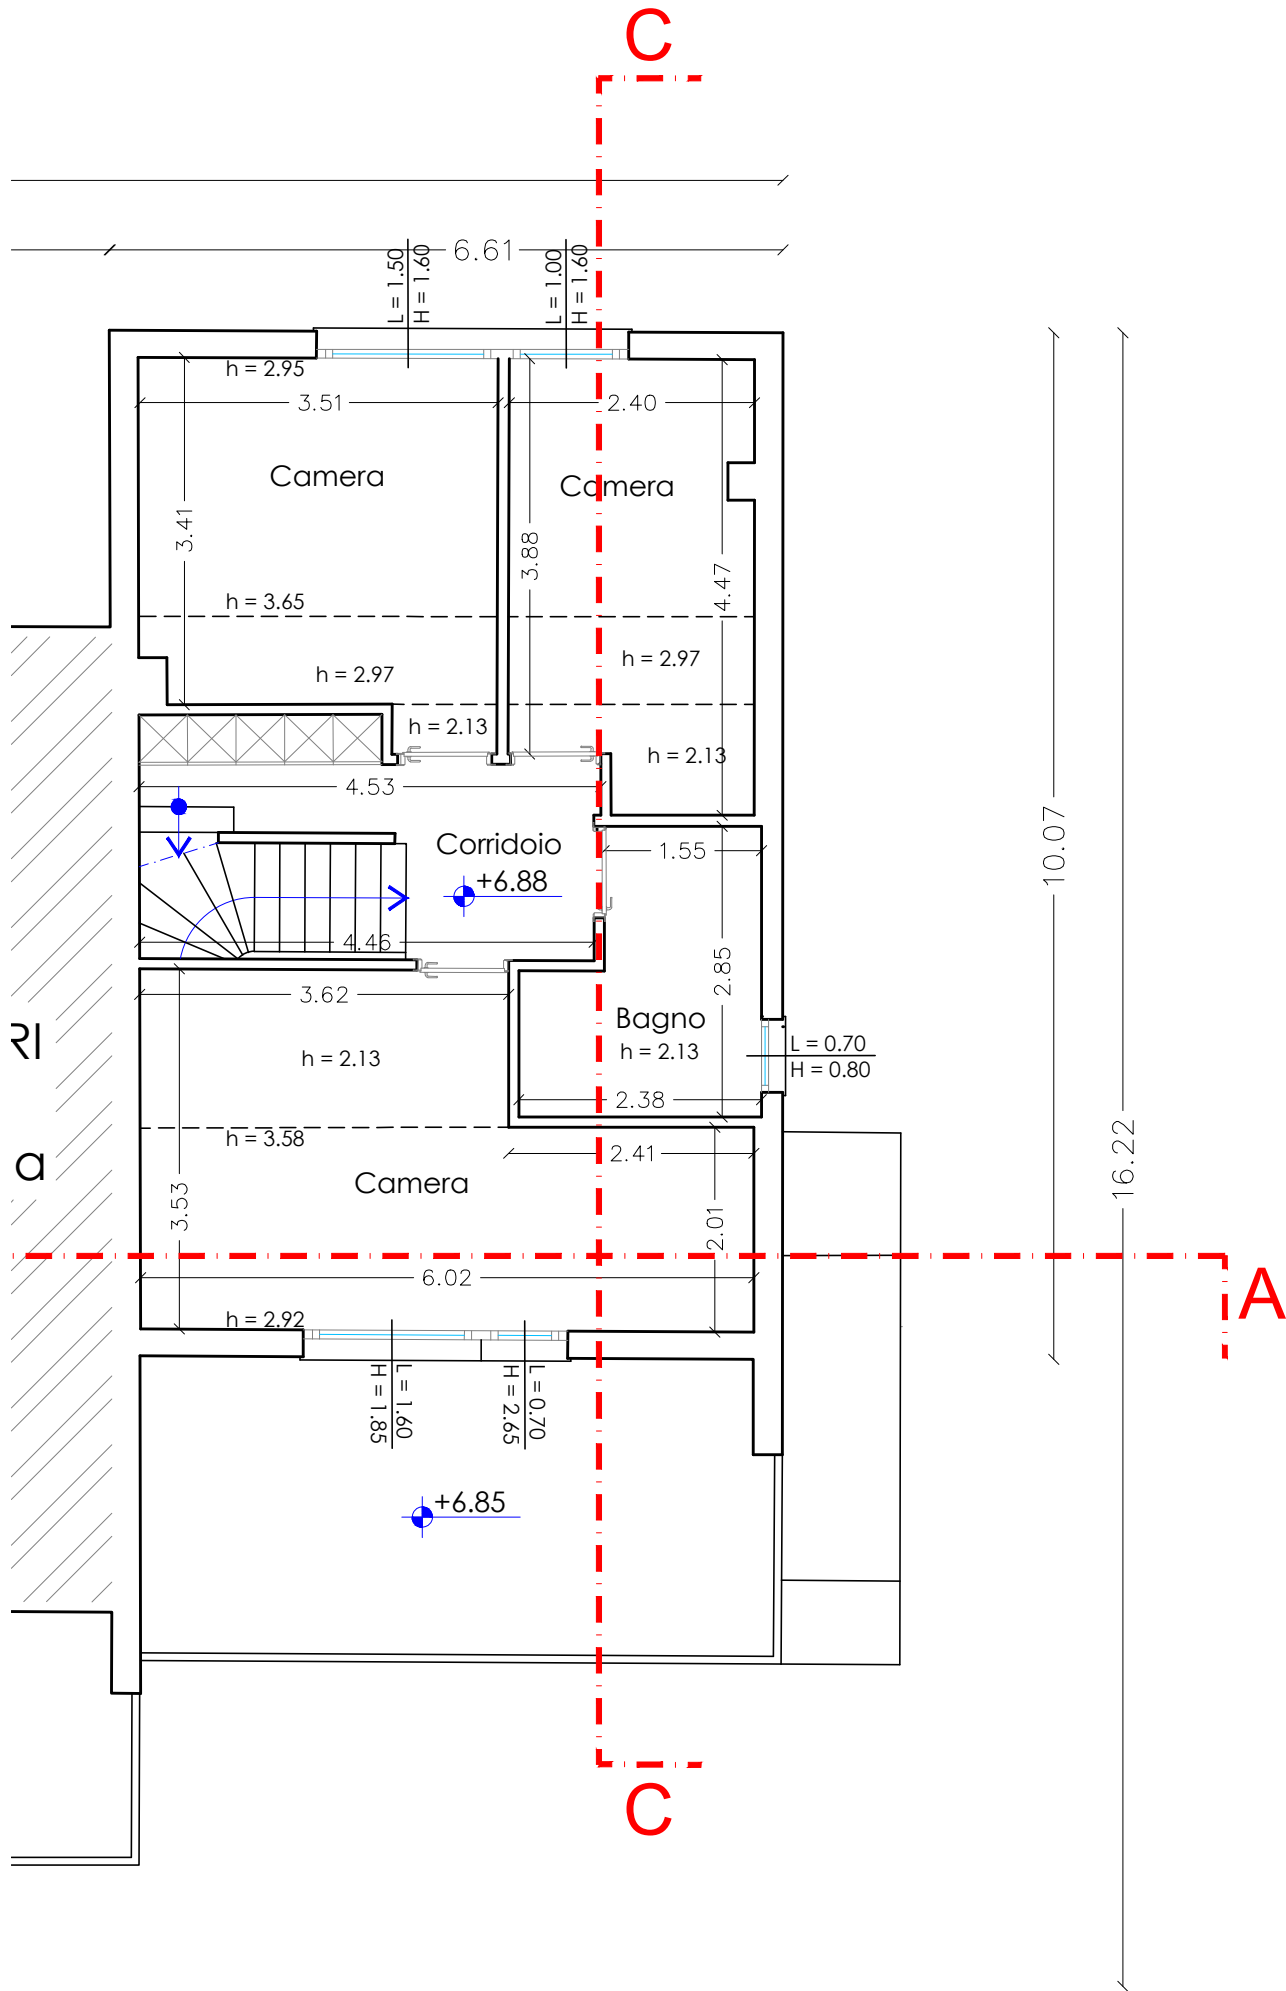 C
6.61
L = 1.50
H = 1.60
L = 1.00
H = 1.60
h = 2.95
3.51
2.40
Camera
Camera
3.41
3.88
4.47
h = 3.65
h = 2.97
h = 2.97
h = 2.13
h = 2.13
4.53
Corridoio
+6.88
1.55
10.07
4.46
3.62
2.85
RI
Bagno
h = 2.13
h = 2.13
L = 0.70
H = 0.80
2.38
h = 3.58
2.41
16.22
a
Camera
3.53
2.01
6.02
A
h = 2.92
L = 1.60
H = 1.85
L = 0.70
H = 2.65
+6.85
C